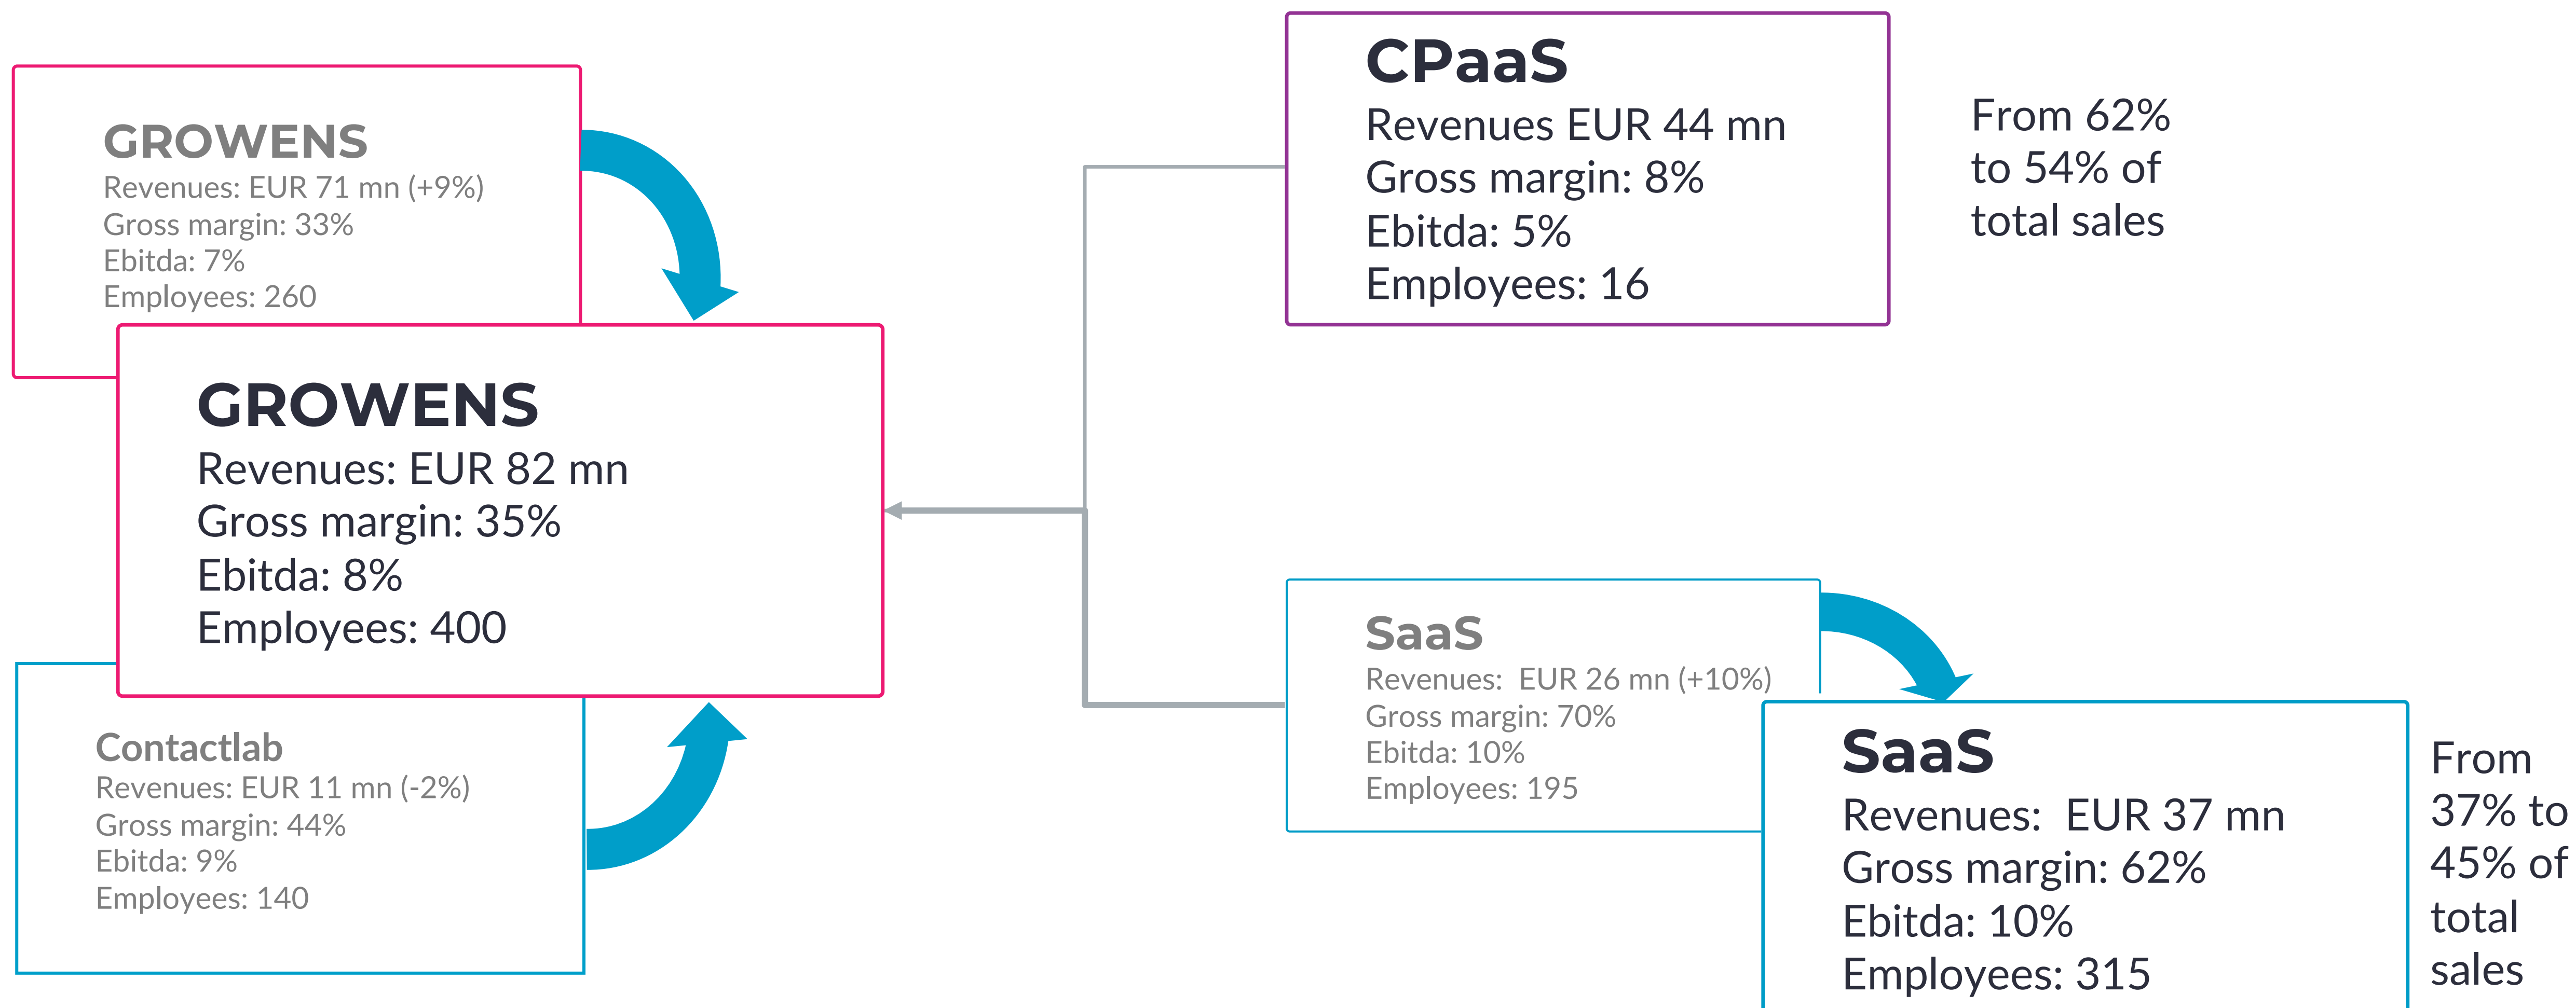 GROWENS
Revenues: EUR 71 mn (+9%)
Gross margin: 33%
Ebitda: 7%
Employees: 260
GROWENS
Revenues: EUR 82 mn
Gross margin: 35%
Ebitda: 8%
Employees: 400
Contactlab
Revenues: EUR 11 mn (-2%)
Gross margin: 44%
Ebitda: 9%
Employees: 140
CPaaS
Revenues EUR 44 mn
Gross margin: 8%
Ebitda: 5%
Employees: 16
From 62%
to 54% of
total sales
SaaS
Revenues:  EUR 26 mn (+10%)
Gross margin: 70%
Ebitda: 10%
Employees: 195
SaaS
Revenues:  EUR 37 mn
Gross margin: 62%
Ebitda: 10%
Employees: 315
From
37% to
45% of
total
sales